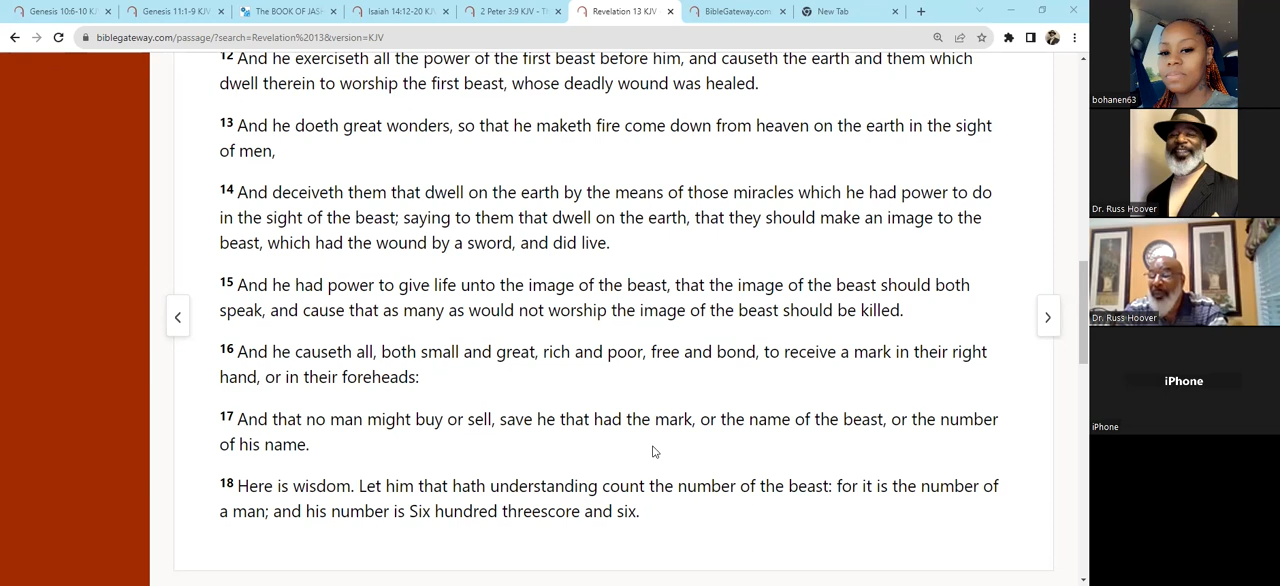 Genesis 10:6-10 KJ
Genesis 11:1-9 KJV
The BOOK OF JAS
Isaiah 14:12-20 KJ
2 Peter 3:9 KJV - T
Revelation 13 KJV
BibleGateway.com
New Tab
biblegateway.com/passage/?search=Revelation%2013&version=KJV
12 And he exerciseth all the power of the first beast before him, and causeth the earth and them which
dwell therein to worship the first beast, whose deadly wound was healed.
13 And he doeth great wonders, so that he maketh fire come down from heaven on the earth in the sight
of men,
14 And deceiveth them that dwell on the earth by the means of those miracles which he had power to do
in the sight of the beast; saying to them that dwell on the earth, that they should make an image to the
beast, which had the wound by a sword, and did live.
15 And he had power to give life unto the image of the beast, that the image of the beast should both
speak, and cause that as many as would not worship the image of the beast should be killed.
16 And he causeth all, both small and great, rich and poor, free and bond, to receive a mark in their right
hand, or in their foreheads:
17 And that no man might buy or sell, save he that had the mark, or the name of the beast, or the number
of his name.
18 Here is wisdom. Let him that hath understanding count the number of the beast: for it is the number of
a man; and his number is Six hundred threescore and six.
bohanen63
Dr. Russ Hoover
Dr. Russ Hoover
iPhone
iPhone